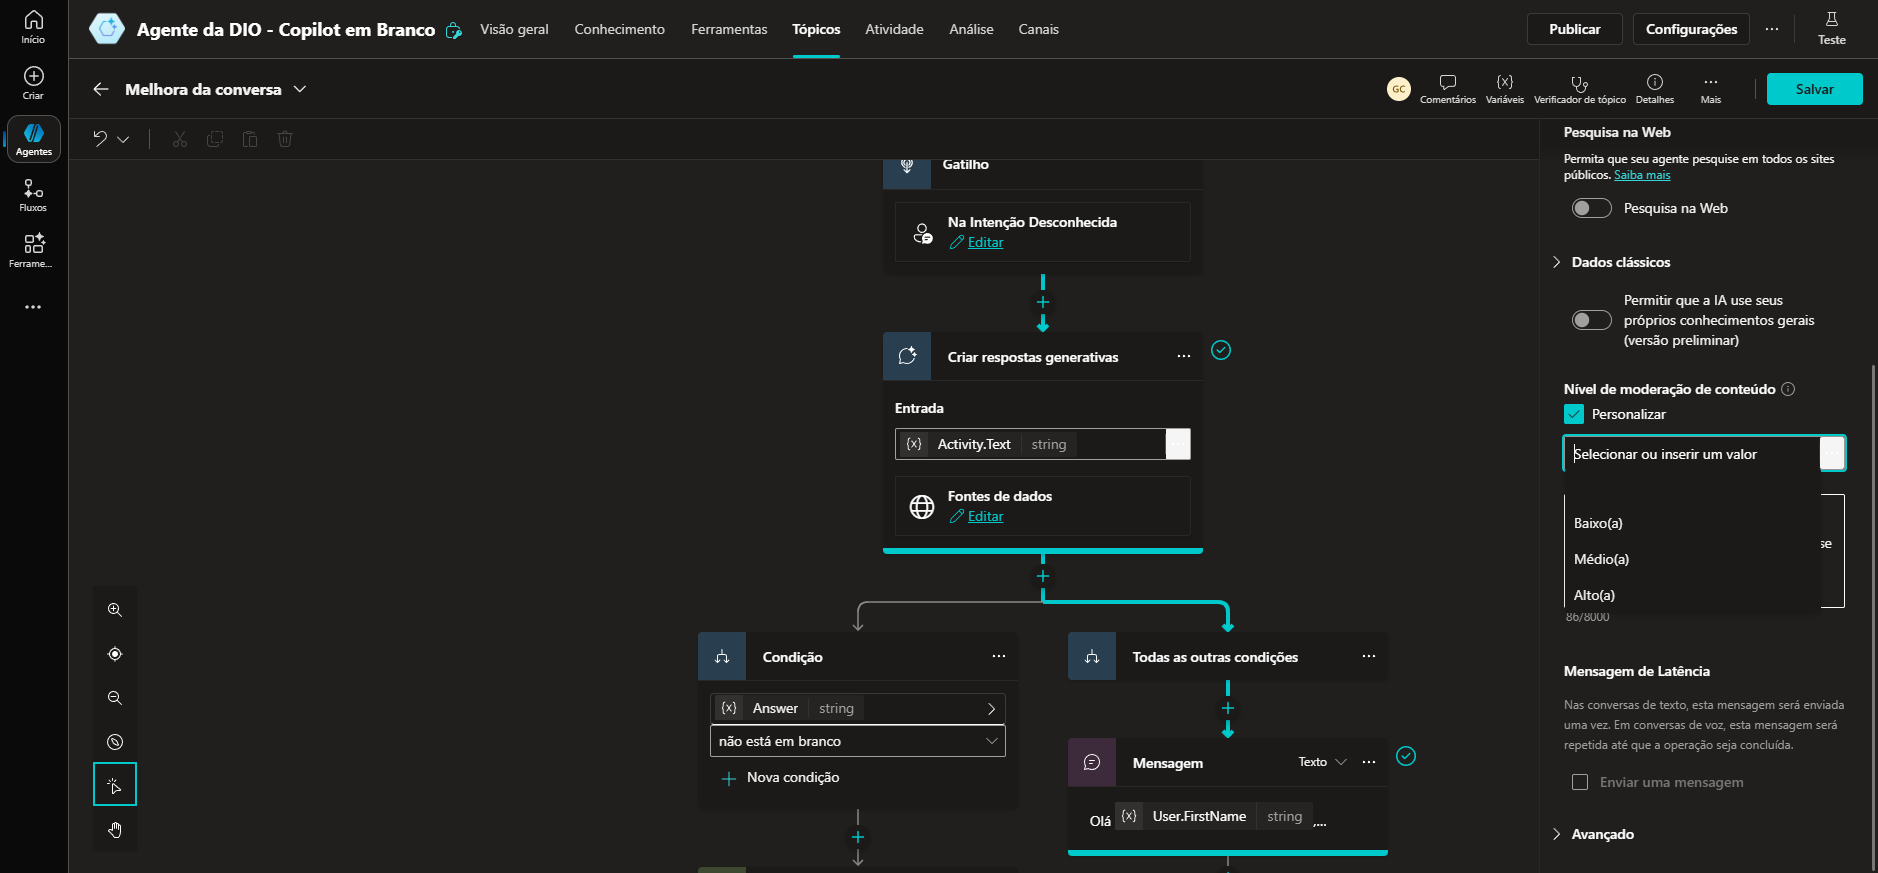 Início
Criar
Agentes
Fluxos
Ferrame...
Agente da DIO - Copilot em Branco
Visão geral
Conhecimento
Ferramentas
Tópicos
Atividade
Análise
Canais
Publicar
Configurações
Teste
Melhora da conversa
GC
Comentários
Variáveis
Verificador de tópico
Detalhes
Mais
Salvar
Gatilho
Na Intenção Desconhecida
Editar
Criar respostas generativas
Entrada
{x} Activity.Text string
Fontes de dados
Editar
Condição
{x} Answer string
não está em branco
Nova condição
Todas as outras condições
Mensagem
Texto
Olá {x} User.FirstName string ,...
Pesquisa na Web
Permita que seu agente pesquise em todos os sites
públicos. Saiba mais
Pesquisa na Web
Dados clássicos
Permitir que a IA use seus
próprios conhecimentos gerais
(versão preliminar)
Nível de moderação de conteúdo
Personalizar
Selecionar ou inserir um valor
Baixo(a)
se
Médio(a)
Alto(a)
86/8000
Mensagem de Latência
Nas conversas de texto, esta mensagem será enviada
uma vez. Em conversas de voz, esta mensagem será
repetida até que a operação seja concluída.
Enviar uma mensagem
Avançado